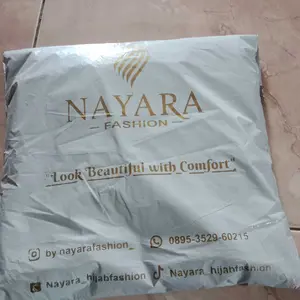 NAYARA
FASHION
"Look Beautiful with Comfort"
by.nayarafashion_
0895-3529-60215
Nayara_hijabfashion
Nayara_hijabfashion